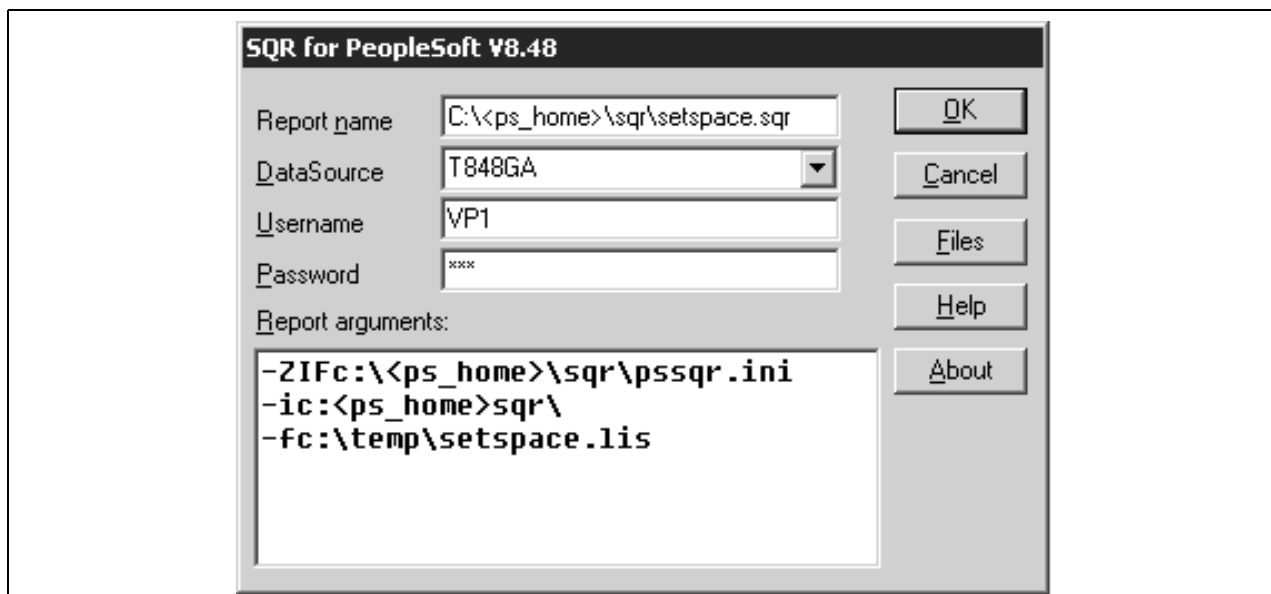 SQR for PeopleSoft V8.48
Report name C:\<ps_home>\sqr\setspace.sqr OK
DataSource T848GA Cancel
Username VP1 Files
Password *** Help
Report arguments: About
-ZIFc:\<ps_home>\sqr\pssqr.ini
-ic:<ps_home>sqr\
-fc:\temp\setspace.lis